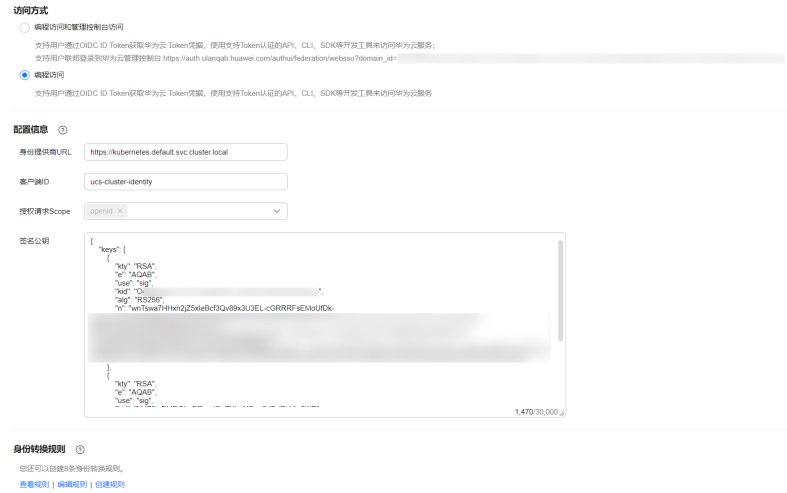 访问方式
编程访问和管理控制台访问
支持用户通过OIDC ID Token获取华为云 Token凭据，使用支持Token认证的API、CLI、SDK等开发工具来访问华为云服务；
支持用户联邦登录到华为云管理控制台 https://auth.ulanqab.huawei.com/authui/federation/websso?domain_id=
编程访问
支持用户通过OIDC ID Token获取华为云 Token凭据，使用支持Token认证的API、CLI、SDK等开发工具来访问华为云服务
配置信息
身份提供商URL https://kubernetes.default.svc.cluster.local
客户端ID ucs-cluster-identity
授权请求Scope openid ×
签名公钥 {
"keys": [
{
"kty": "RSA",
"e": "AQAB",
"use": "sig",
"kid":
"alg": "RS256",
"n": "wnTswa7HHxn2jZ5xIeBcf3Qv89x3U3EL-cGRRRFsEMoUfDk-
},
{
"kty": "RSA",
"e": "AQAB",
"use": "sig",
1,470/30,000
身份转换规则
您还可以创建8条身份转换规则。
查看规则 | 编辑规则 | 创建规则